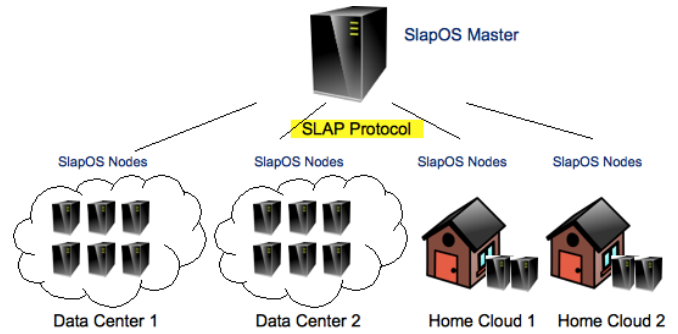 SlapOS Master
SLAP Protocol
SlapOS Nodes
SlapOS Nodes
SlapOS Nodes
SlapOS Nodes
Data Center 1
Data Center 2
Home Cloud 1
Home Cloud 2